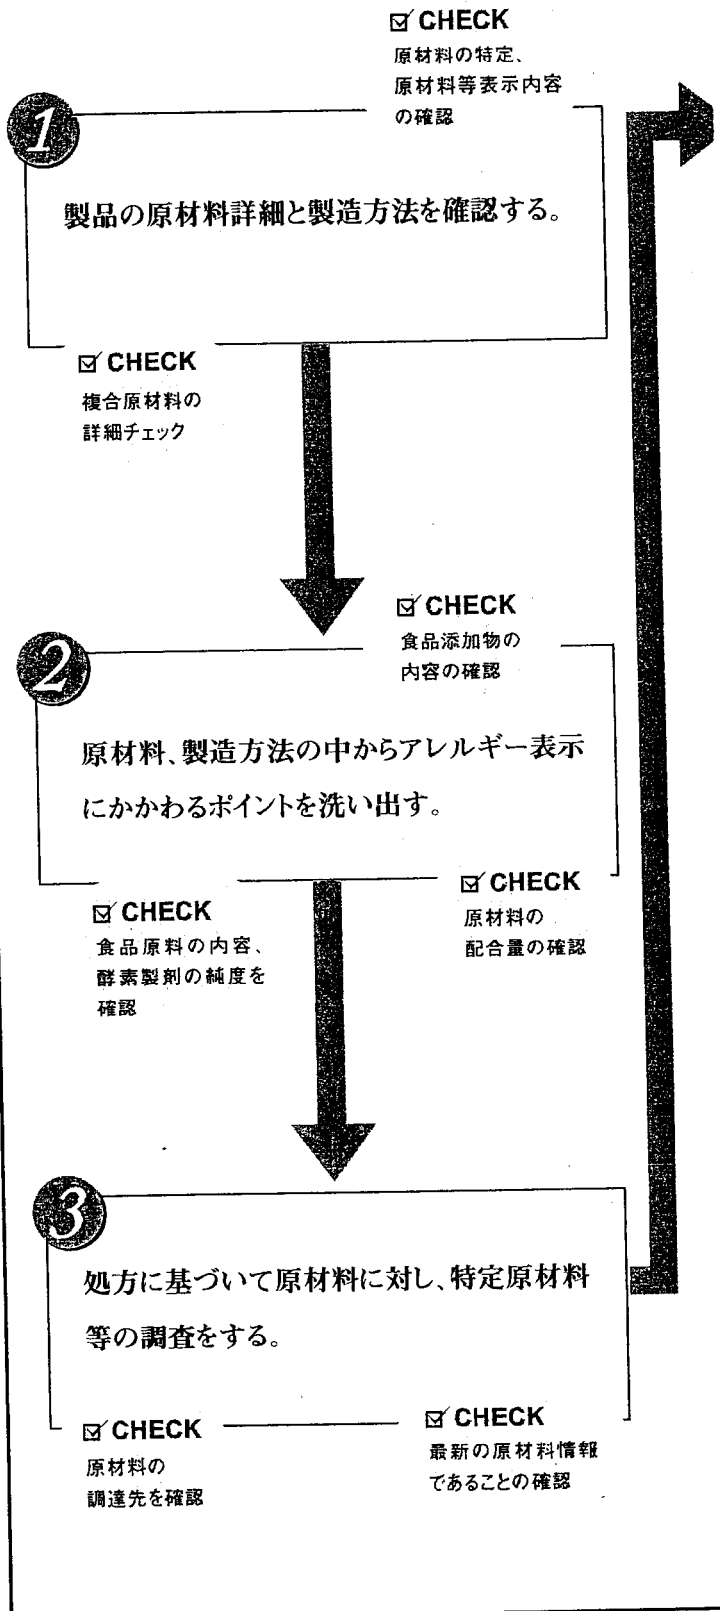 ☑ CHECK
原材料の特定、
原材料等表示内容
の確認
1
製品の原材料詳細と製造方法を確認する。
☑ CHECK
複合原材料の
詳細チェック
☑ CHECK
食品添加物の
内容の確認
2
原材料、製造方法の中からアレルギー表示
にかかわるポイントを洗い出す。
☑ CHECK
食品原料の内容、
酵素製剤の純度を
確認
☑ CHECK
原材料の
配合量の確認
3
処方に基づいて原材料に対し、特定原材料
等の調査をする。
☑ CHECK
原材料の
調達先を確認
☑ CHECK
最新の原材料情報
であることの確認